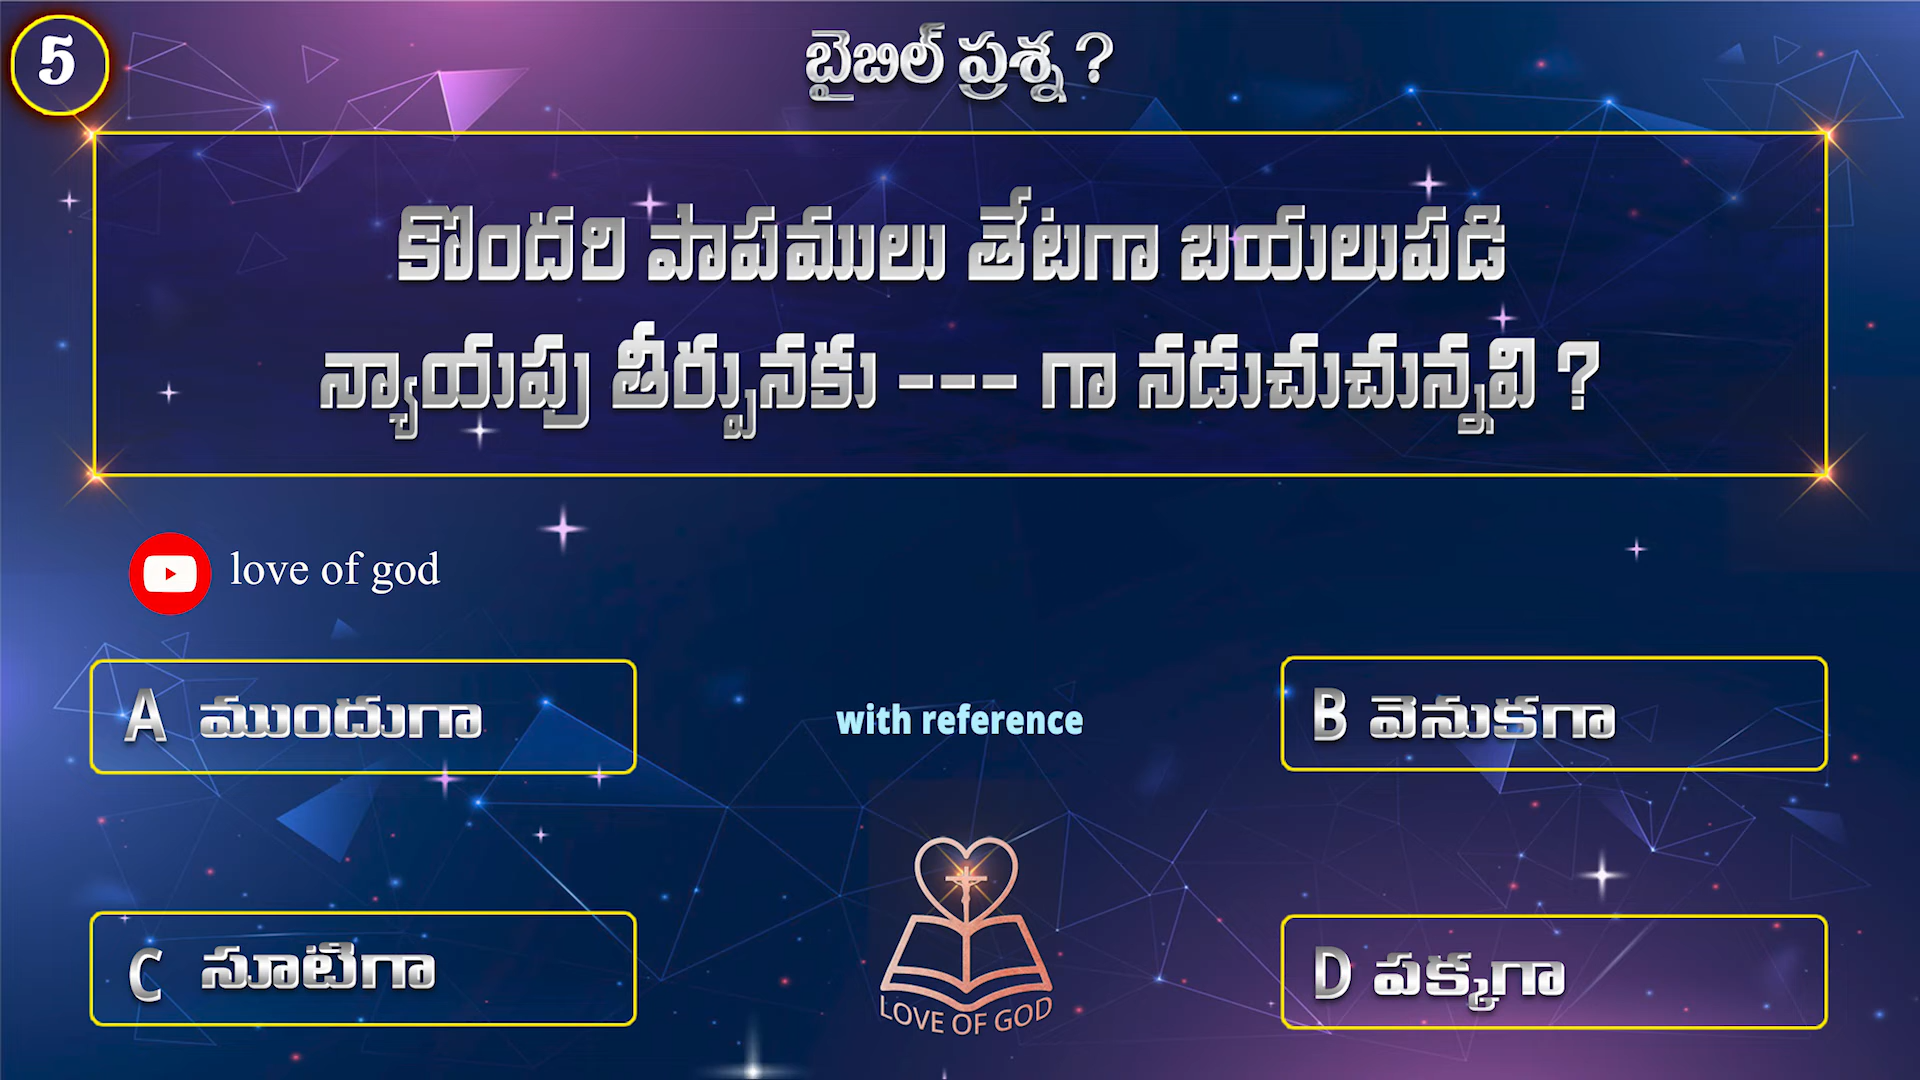 5
బైబిల్ ప్రశ్న ?
కొందరి పాపములు తేటగా బయలుపడి
న్యాయపు తీర్పునకు --- గా నడుచుచున్నవి ?
love of god
A ముందుగా
with reference
B వెనుకగా
C సూటిగా
D పక్కగా
LOVE OF GOD